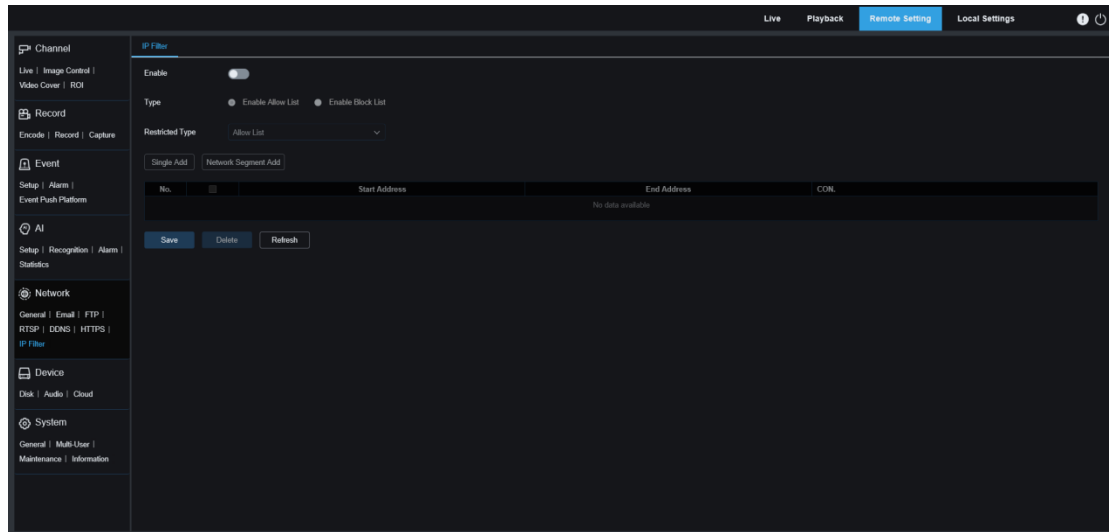 Live Playback Remote Setting Local Settings
Channel
Live | Image Control |
Video Cover | ROI
Record
Encode | Record | Capture
Event
Setup | Alarm |
Event Push Platform
AI
Setup | Recognition | Alarm |
Statistics
Network
General | Email | FTP |
RTSP | DDNS | HTTPS |
IP Filter
Device
Disk | Audio | Cloud
System
General | Multi-User |
Maintenance | Information
IP Filter
Enable
Type Enable Allow List Enable Block List
Restricted Type Allow List
Single Add Network Segment Add
No. Start Address End Address CON.
No data available
Save Delete Refresh